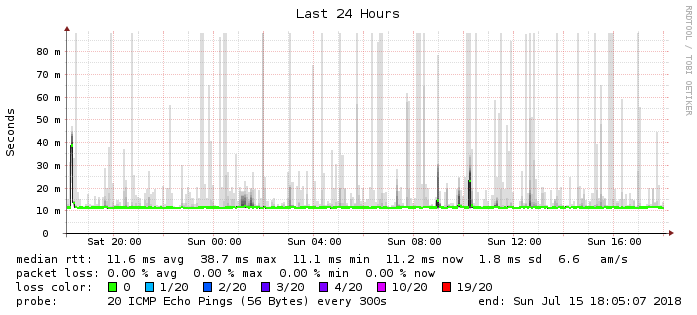 Last 24 Hours
RRDTOOL / TOBI OETIKER
Seconds
80 m
70 m
60 m
50 m
40 m
30 m
20 m
10 m
0
Sat 20:00 Sun 00:00 Sun 04:00 Sun 08:00 Sun 12:00 Sun 16:00
median rtt: 11.6 ms avg 38.7 ms max 11.1 ms min 11.2 ms now 1.8 ms sd 6.6 am/s
packet loss: 0.00 % avg 0.00 % max 0.00 % min 0.00 % now
loss color: 0 1/20 2/20 3/20 4/20 10/20 19/20
probe: 20 ICMP Echo Pings (56 Bytes) every 300s end: Sun Jul 15 18:05:07 2018